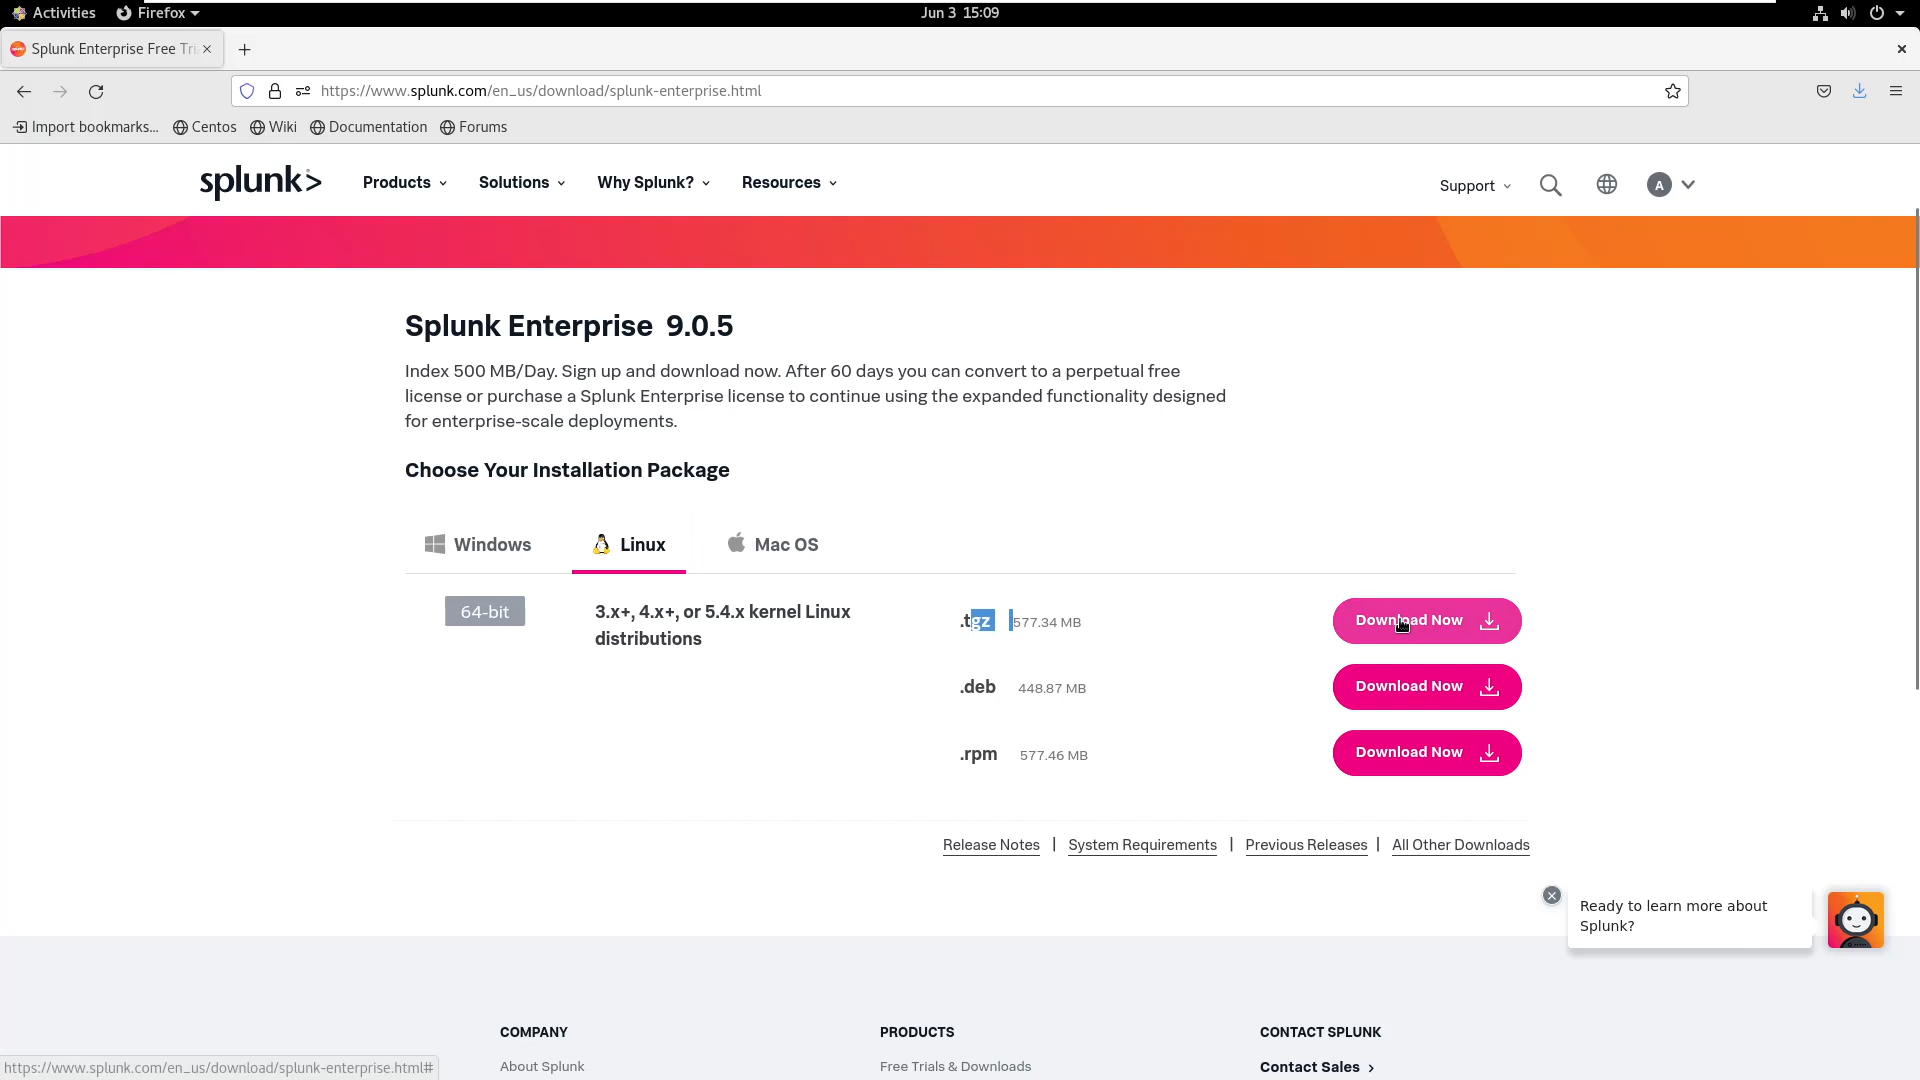 Activities Firefox Jun 3 15:09
Splunk Enterprise Free Tri
https://www.splunk.com/en_us/download/splunk-enterprise.html
Import bookmarks... Centos Wiki Documentation Forums
splunk> Products Solutions Why Splunk? Resources Support A
Splunk Enterprise 9.0.5
Index 500 MB/Day. Sign up and download now. After 60 days you can convert to a perpetual free
license or purchase a Splunk Enterprise license to continue using the expanded functionality designed
for enterprise-scale deployments.
Choose Your Installation Package
Windows Linux Mac OS
64-bit 3.x+, 4.x+, or 5.4.x kernel Linux .tgz 577.34 MB Download Now
distributions
.deb 448.87 MB Download Now
.rpm 577.46 MB Download Now
Release Notes | System Requirements | Previous Releases | All Other Downloads
Ready to learn more about
Splunk?
COMPANY PRODUCTS CONTACT SPLUNK
About Splunk Free Trials & Downloads Contact Sales >
https://www.splunk.com/en_us/download/splunk-enterprise.html#